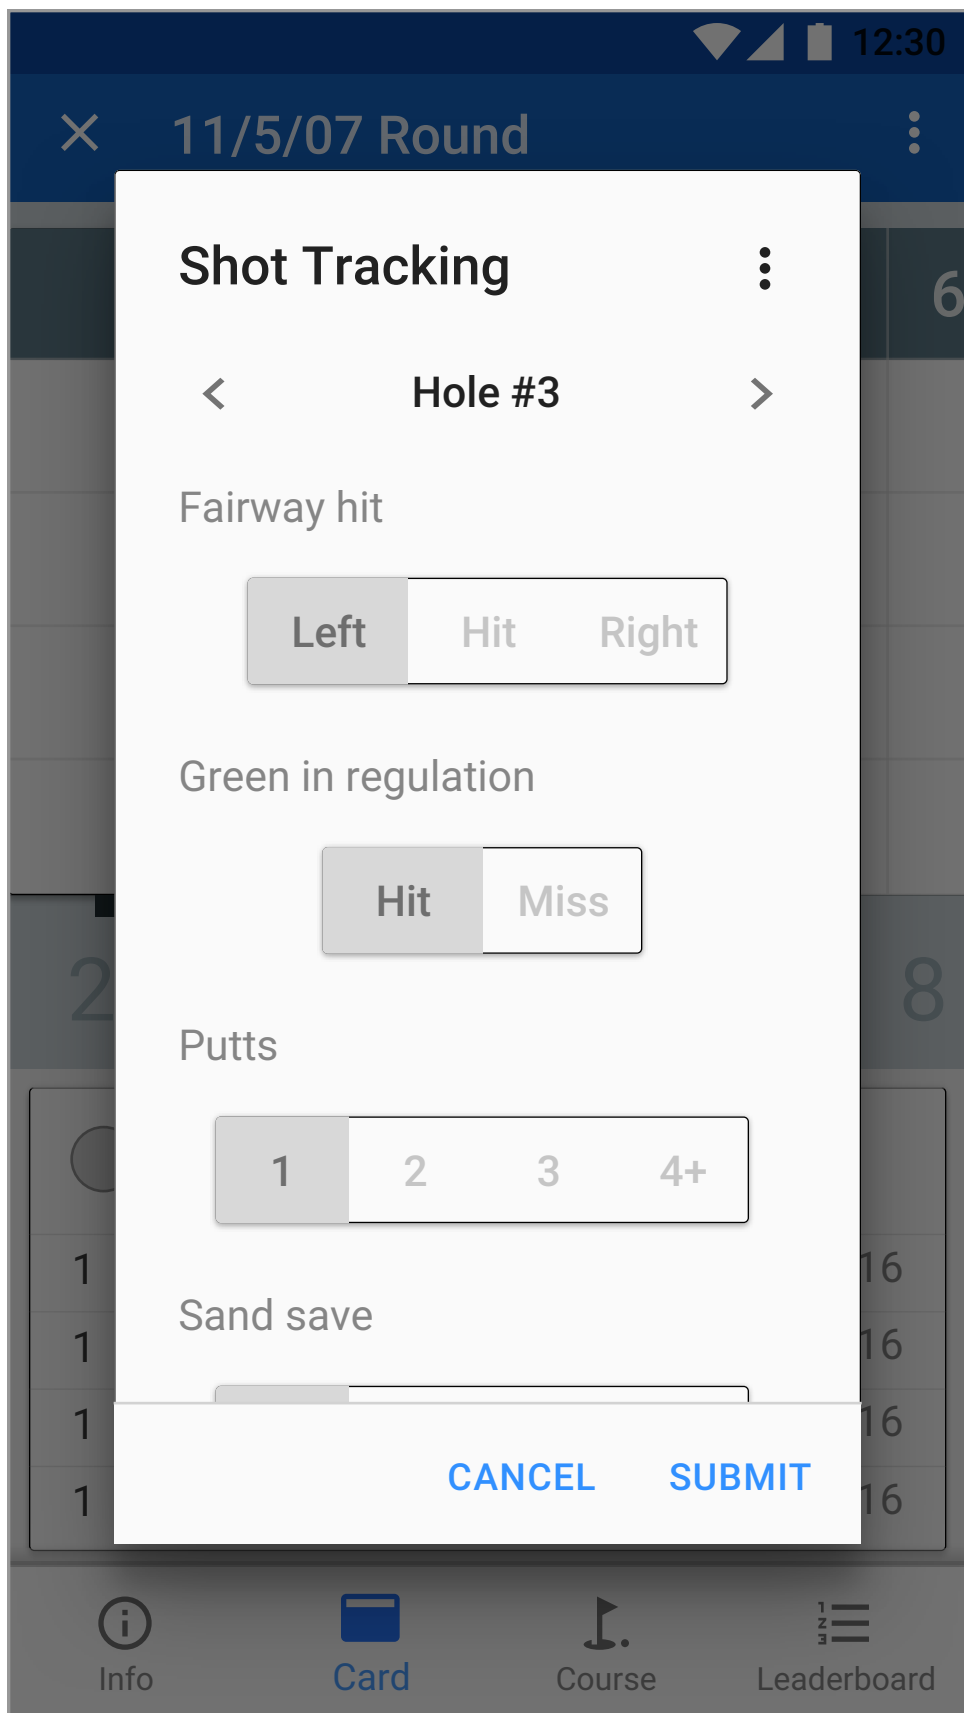 12:30
11/5/07 Round
6
Shot Tracking
Hole #3
Fairway hit
Left Hit Right
Green in regulation
Hit Miss
2 8
Putts
1 2 3 4+
1 16
Sand save
1 16
1 16
CANCEL SUBMIT
1 16
Info Card Course Leaderboard